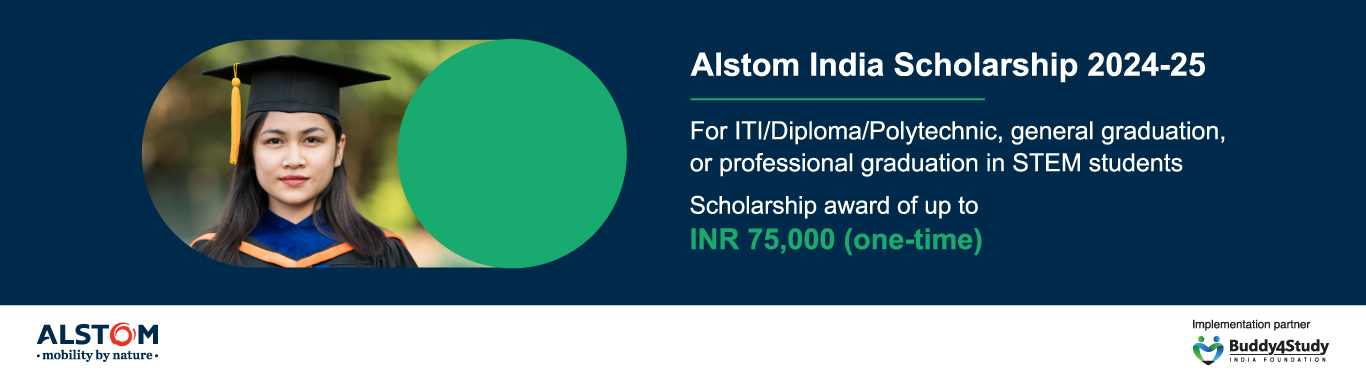 Alstom India Scholarship 2024-25
For ITI/Diploma/Polytechnic, general graduation,
or professional graduation in STEM students
Scholarship award of up to
INR 75,000 (one-time)
ALSTOM
• mobility by nature •
Implementation partner
Buddy4Study
INDIA FOUNDATION